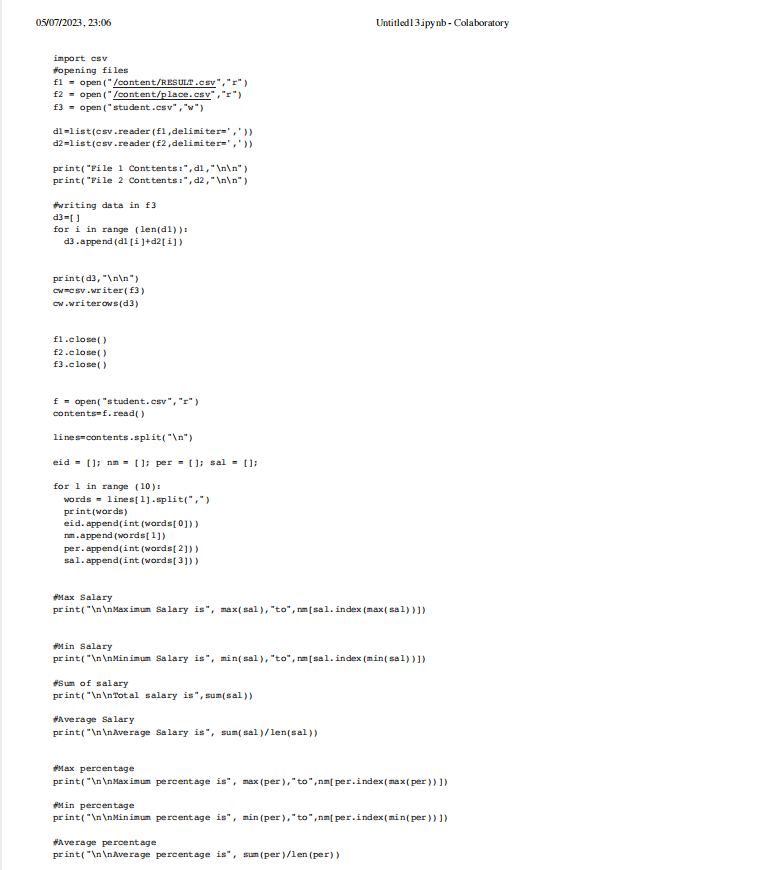 05/07/2023, 23:06
Untitled13.ipynb - Colaboratory
import csv
#opening files
f1 = open("/content/RESULT.csv","r")
f2 = open("/content/place.csv","r")
f3 = open("student.csv","w")
d1=list(csv.reader(f1,delimiter=','))
d2=list(csv.reader(f2,delimiter=','))
print("File 1 Conttents:",d1,"\n\n")
print("File 2 Conttents:",d2,"\n\n")
#writing data in f3
d3=[]
for i in range (len(d1)):
  d3.append(d1[i]+d2[i])
print(d3,"\n\n")
cw=csv.writer(f3)
cw.writerows(d3)
f1.close()
f2.close()
f3.close()
f = open("student.csv","r")
contents=f.read()
lines=contents.split("\n")
eid = []; nm = []; per = []; sal = [];
for l in range (10):
  words = lines[l].split(",")
  print(words)
  eid.append(int(words[0]))
  nm.append(words[1])
  per.append(int(words[2]))
  sal.append(int(words[3]))
#Max Salary
print("\n\nMaximum Salary is", max(sal),"to",nm[sal.index(max(sal))])
#Min Salary
print("\n\nMinimum Salary is", min(sal),"to",nm[sal.index(min(sal))])
#Sum of salary
print("\n\nTotal salary is",sum(sal))
#Average Salary
print("\n\nAverage Salary is", sum(sal)/len(sal))
#Max percentage
print("\n\nMaximum percentage is", max(per),"to",nm[per.index(max(per))])
#Min percentage
print("\n\nMinimum percentage is", min(per),"to",nm[per.index(min(per))])
#Average percentage
print("\n\nAverage percentage is", sum(per)/len(per))